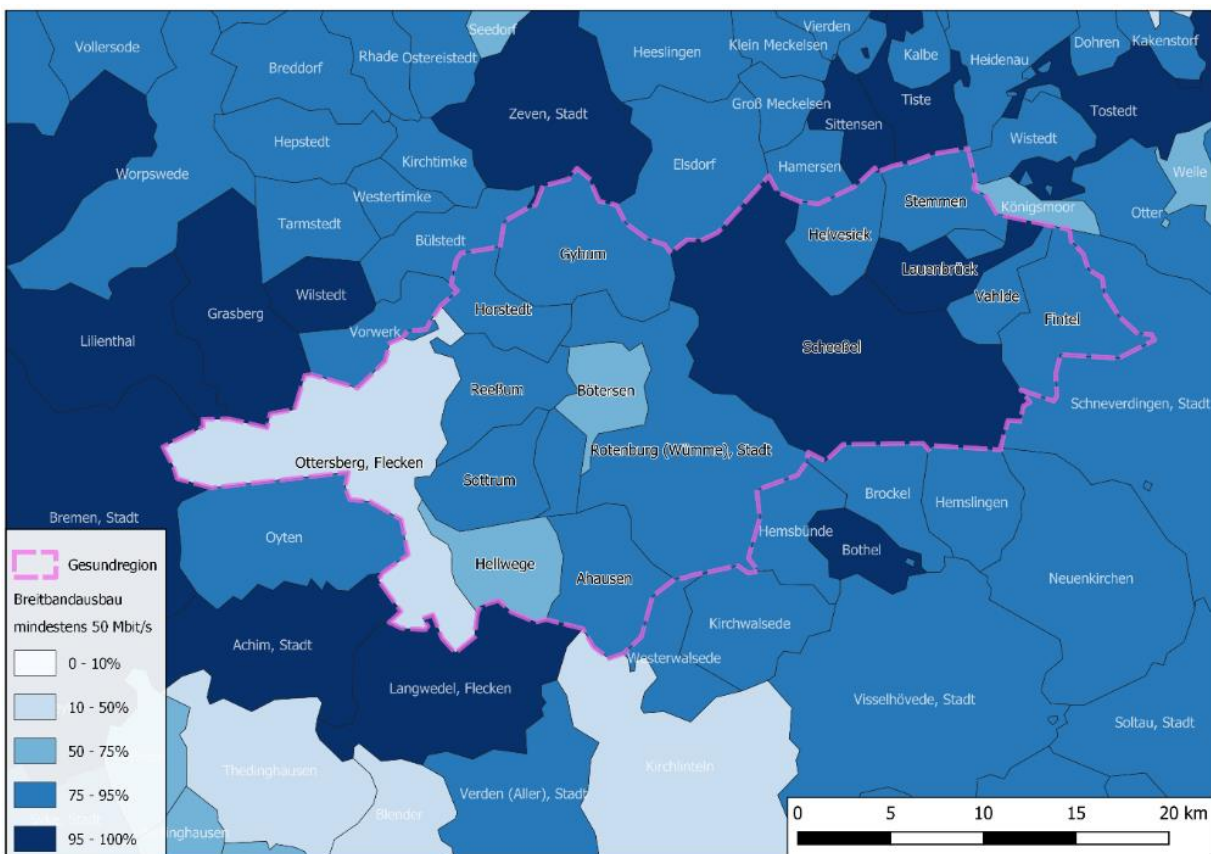 Vierden
Seedorf
Dohren
Kakenstorf
Vollersode
Rhade
Ostereistedt
Heeslingen
Klein Meckelsen
Kalbe
Heidenau
Breddorf
Groß Meckelsen
Tiste
Zeven, Stadt
Sittensen
Tostedt
Hepstedt
Wistedt
Kirchtimke
Elsdorf
Hamersen
Worpswede
Welle
Westertimke
Stemmen
Königsmoor
Otter
Tarmstedt
Bülstedt
Helvesiek
Gyhum
Lauenbrück
Wilstedt
Vahlde
Grasberg
Horstedt
Fintel
Vorwerk
Lilienthal
Scheeßel
Reeßum
Bötersen
Schneverdingen, Stadt
Rotenburg (Wümme), Stadt
Ottersberg, Flecken
Sottrum
Brockel
Hemslingen
Bremen, Stadt
Hemsbünde
Oyten
Bothel
Hellwege
Ahausen
Neuenkirchen
Kirchwalsede
Achim, Stadt
Westerwalsede
Langwedel, Flecken
Visselhövede, Stadt
Soltau, Stadt
Thedinghausen
Kirchlinteln
Verden (Aller), Stadt
Blender
Gesundregion
Breitbandausbau
mindestens 50 Mbit/s
0 - 10%
10 - 50%
50 - 75%
75 - 95%
95 - 100%
0 5 10 15 20 km